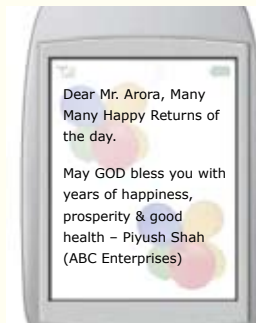 Dear Mr. Arora, Many
Many Happy Returns of
the day.
May GOD bless you with
years of happiness,
prosperity & good
health – Piyush Shah
(ABC Enterprises)